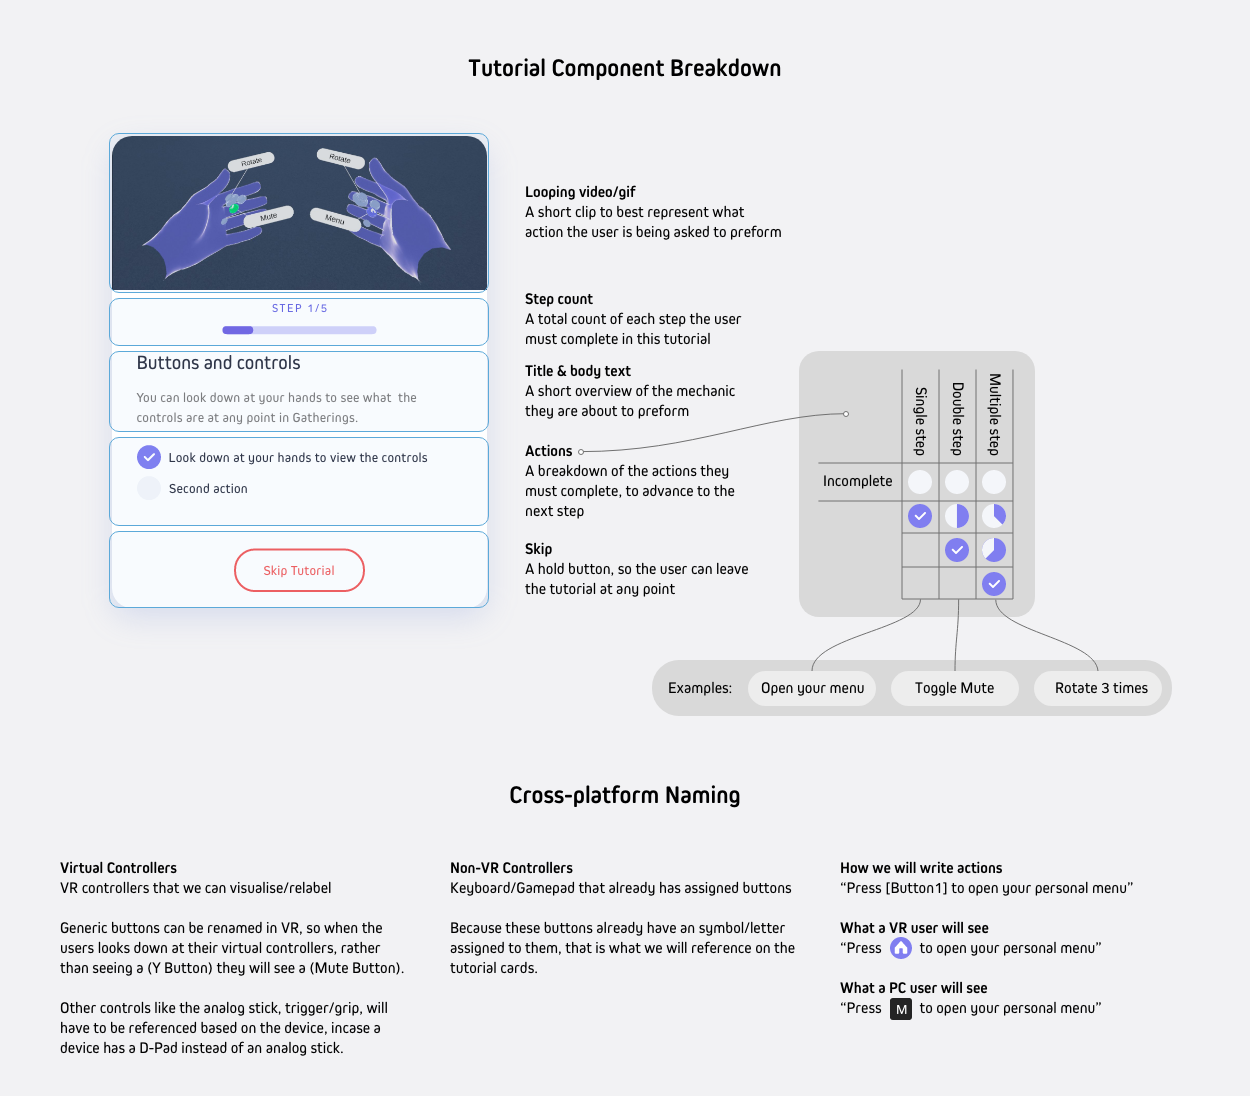 Tutorial Component Breakdown
Rotate
Rotate
Mute
Menu
STEP 1/5
Buttons and controls
You can look down at your hands to see what the
controls are at any point in Gatherings.
Look down at your hands to view the controls
Second action
Skip Tutorial
Looping video/gif
A short clip to best represent what
action the user is being asked to preform
Step count
A total count of each step the user
must complete in this tutorial
Title & body text
A short overview of the mechanic
they are about to preform
Actions
A breakdown of the actions they
must complete, to advance to the
next step
Skip
A hold button, so the user can leave
the tutorial at any point
Single step
Double step
Multiple step
Incomplete
Examples:
Open your menu
Toggle Mute
Rotate 3 times
Cross-platform Naming
Virtual Controllers
VR controllers that we can visualise/relabel
Generic buttons can be renamed in VR, so when the
users looks down at their virtual controllers, rather
than seeing a (Y Button) they will see a (Mute Button).
Other controls like the analog stick, trigger/grip, will
have to be referenced based on the device, incase a
device has a D-Pad instead of an analog stick.
Non-VR Controllers
Keyboard/Gamepad that already has assigned buttons
Because these buttons already have an symbol/letter
assigned to them, that is what we will reference on the
tutorial cards.
How we will write actions
“Press [Button1] to open your personal menu”
What a VR user will see
“Press to open your personal menu”
What a PC user will see
“Press M to open your personal menu”